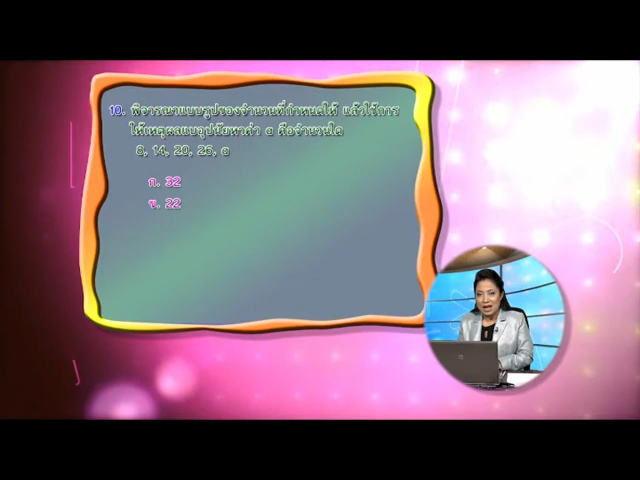 10. พิจารณาแบบรูปของจำนวนที่กำหนดให้ แล้วใช้การ
ให้เหตุผลแบบอุปนัยหาค่า a คือจำนวนใด
8, 14, 20, 26, a
ก. 32
ข. 22